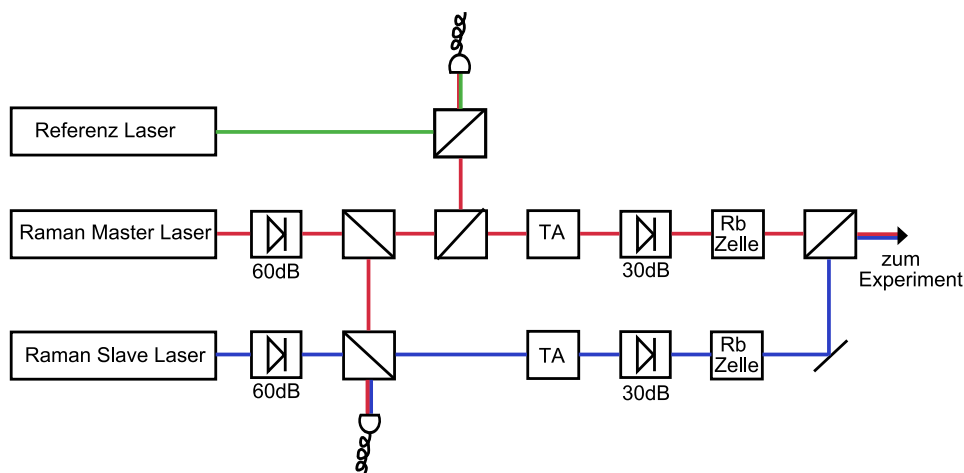 Referenz Laser
Raman Master Laser
60dB
TA
30dB
Rb
Zelle
zum
Experiment
Raman Slave Laser
60dB
TA
30dB
Rb
Zelle